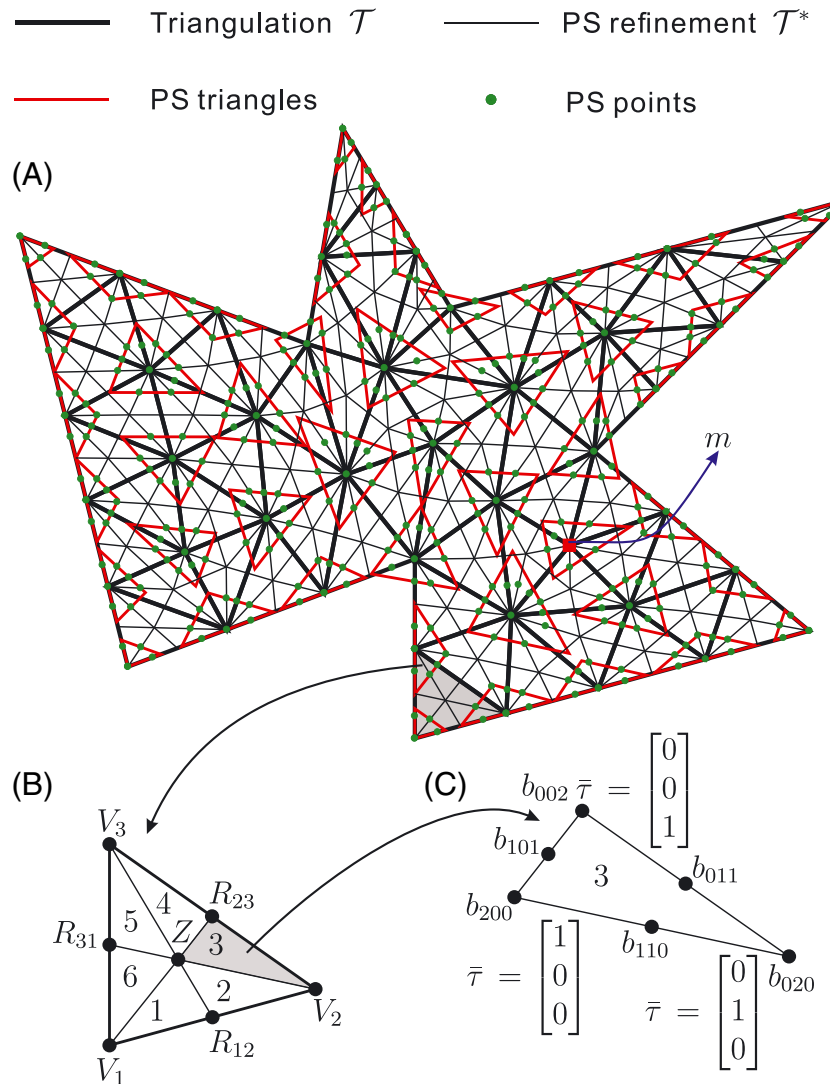 Triangulation 𝒯
PS refinement 𝒯*
PS triangles
PS points
(A)
m
(B)
V₃
R₂₃
4
5
Z
3
R₃₁
6
2
V₂
1
R₁₂
V₁
(C)
b₀₀₂ τ̄ = [0 0 1]
b₁₀₁
3
b₀₁₁
b₂₀₀
b₁₁₀
b₀₂₀
τ̄ = [1 0 0]
τ̄ = [0 1 0]